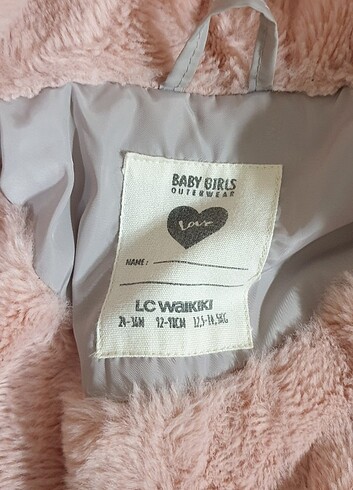 BABY GIRLS
OUTERWEAR
Love
NAME:
LC WAIKIKI
24-36M 92-98CM 12,5-14,5KG